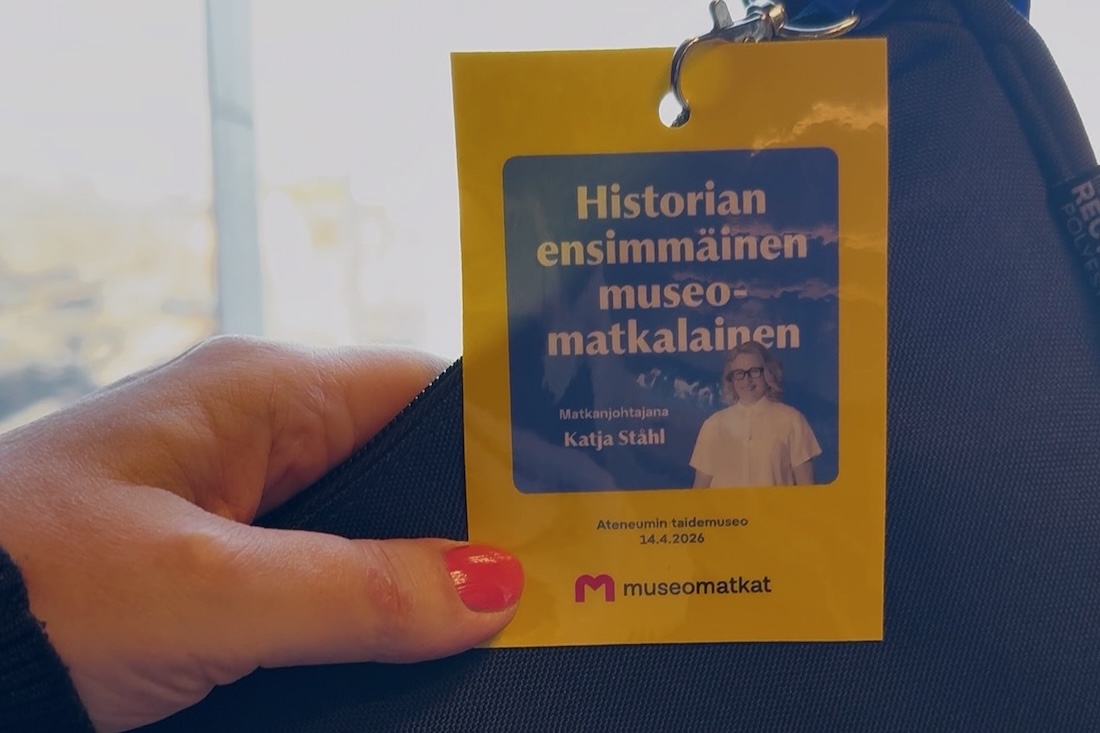 Historian
ensimmäinen
museo-
matkalainen
Matkanjohtajana
Katja Ståhl
Ateneumin taidemuseo
14.4.2026
museomatkat